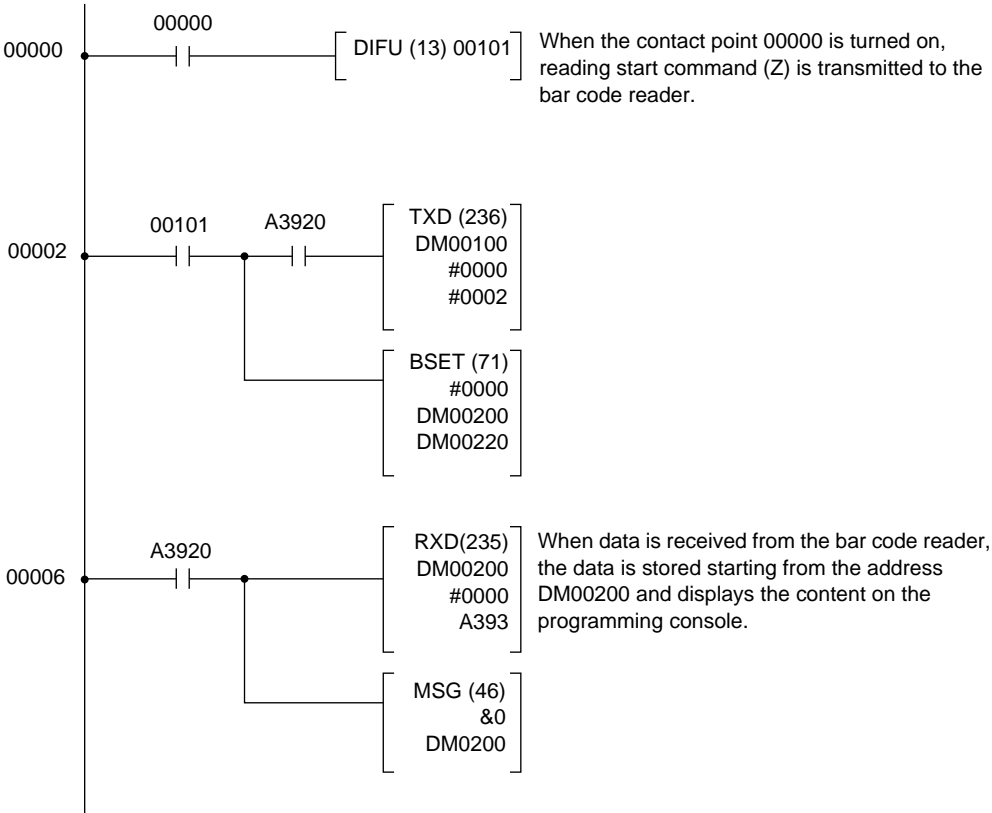 00000
00000
DIFU (13) 00101
When the contact point 00000 is turned on,
reading start command (Z) is transmitted to the
bar code reader.
00002
00101
A3920
TXD (236)
DM00100
#0000
#0002
BSET (71)
#0000
DM00200
DM00220
00006
A3920
RXD(235)
DM00200
#0000
A393
When data is received from the bar code reader,
the data is stored starting from the address
DM00200 and displays the content on the
programming console.
MSG (46)
&0
DM0200